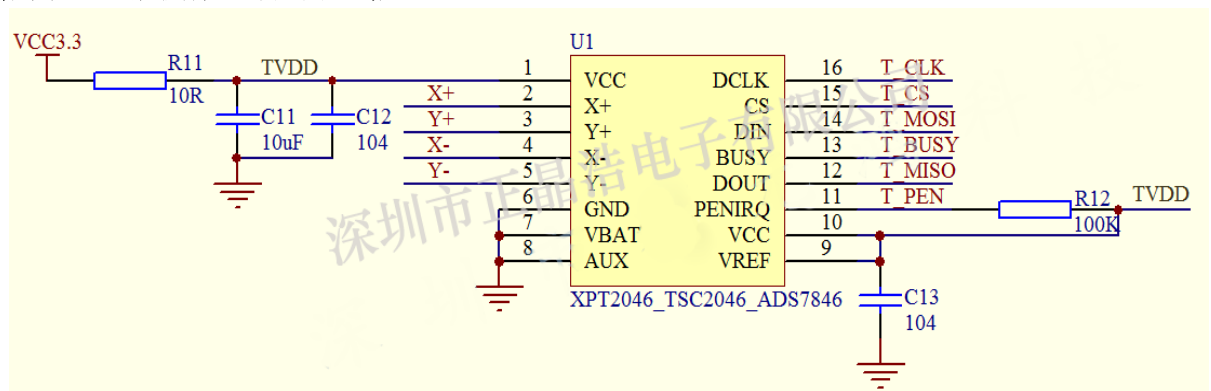 VCC3.3
R11
10R
TVDD
C11
10uF
C12
104
U1
1 VCC DCLK 16 T_CLK
X+ 2 X+ CS 15 T_CS
Y+ 3 Y+ DIN 14 T_MOSI
X- 4 X- BUSY 13 T_BUSY
Y- 5 Y- DOUT 12 T_MISO
6 GND PENIRQ 11 T_PEN
7 VBAT VCC 10
8 AUX VREF 9
R12
100K
TVDD
XPT2046_TSC2046_ADS7846
C13
104
深圳市正晶浩电子有限公司